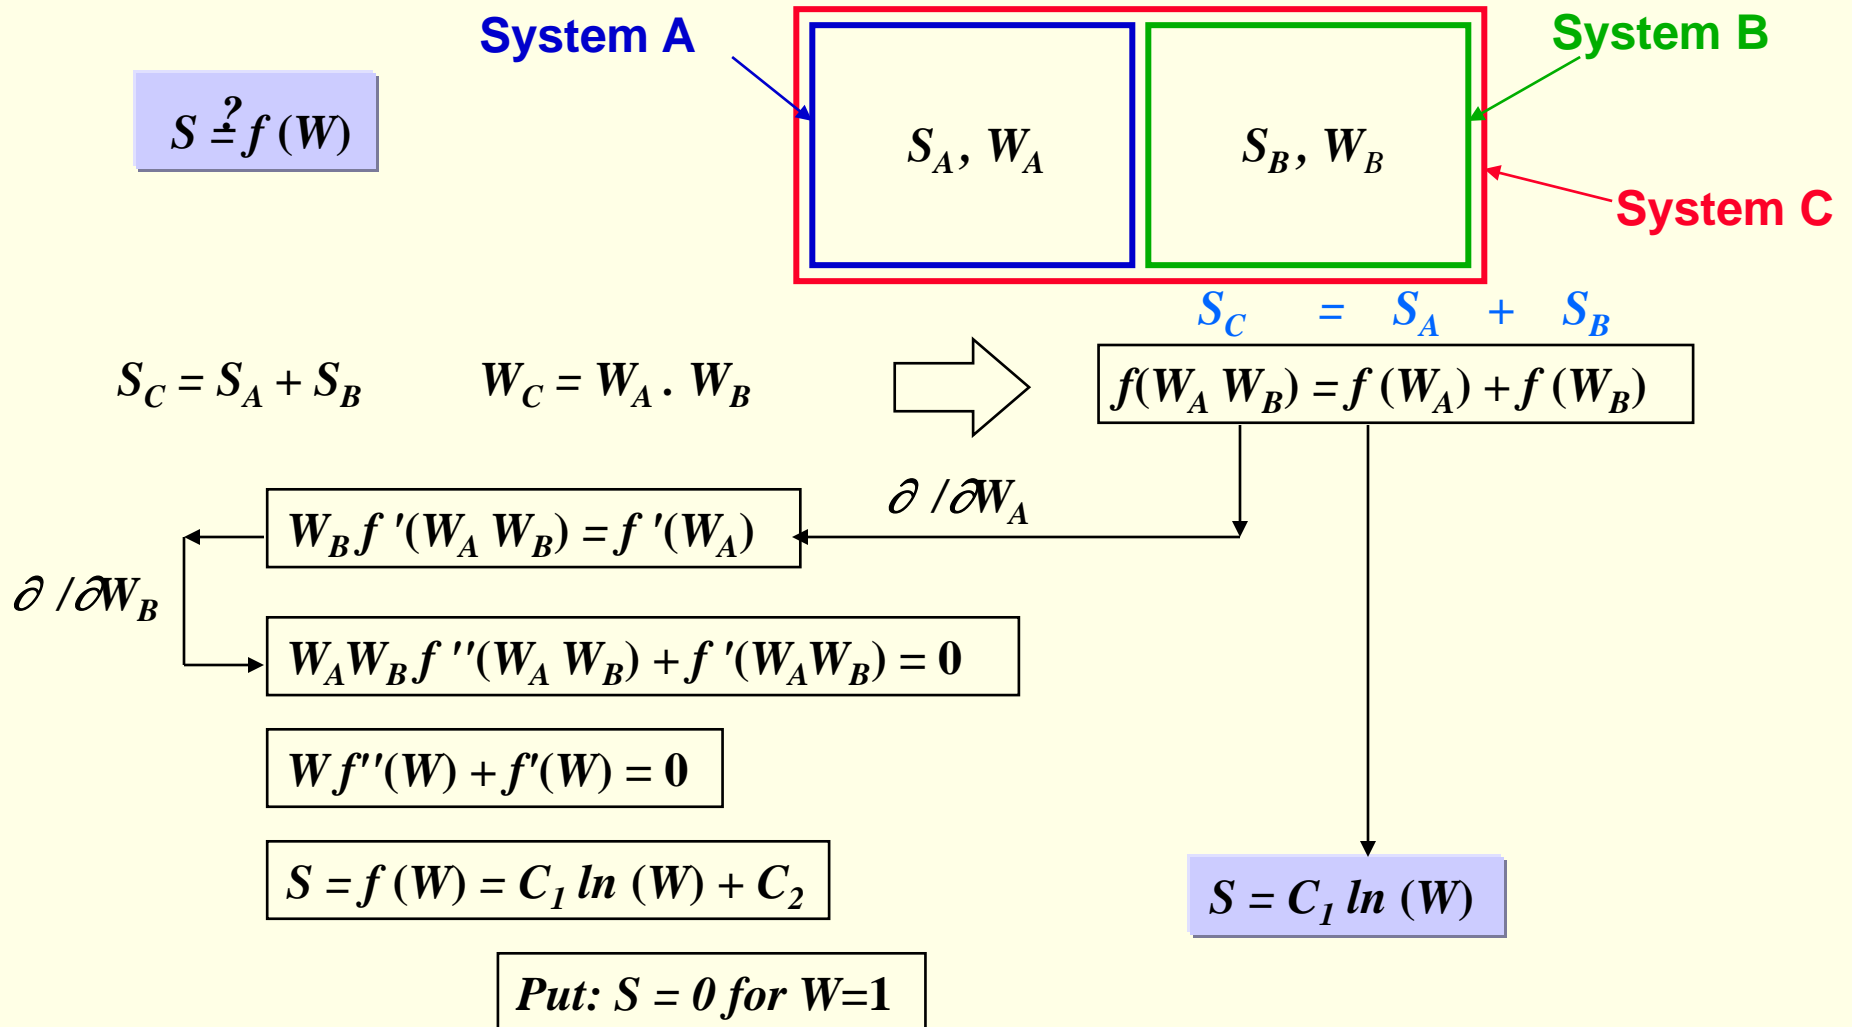 System A
System B
S ≟ f (W)
S_A, W_A
S_B, W_B
System C
S_C = S_A + S_B
S_C = S_A + S_B
W_C = W_A . W_B
f(W_A W_B) = f (W_A) + f (W_B)
∂ /∂W_A
W_B f '(W_A W_B) = f '(W_A)
∂ /∂W_B
W_A W_B f ''(W_A W_B) + f '(W_A W_B) = 0
W f''(W) + f'(W) = 0
S = f (W) = C_1 ln (W) + C_2
S = C_1 ln (W)
Put: S = 0 for W=1